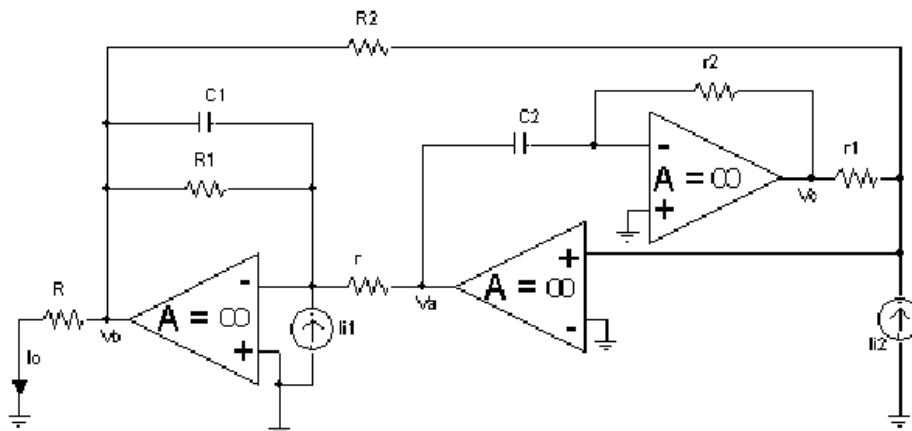 R2
r2
C1
C2
r1
R1
-
A = ∞
+
Vc
r
+
A = ∞
-
Va
R
-
A = ∞
+
Vb
Ii1
Ii2
Io